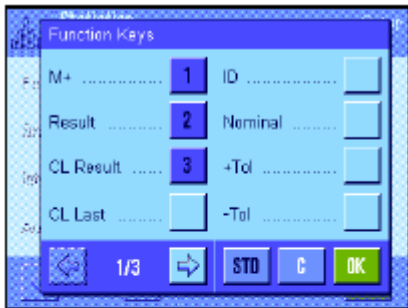 Function Keys
M+ ................ 1 ID ................
Result ........... 2 Nominal ...........
CL Result ...... 3 +Tol ...............
CL Last ......... -Tol ...............
1/3 STD C OK